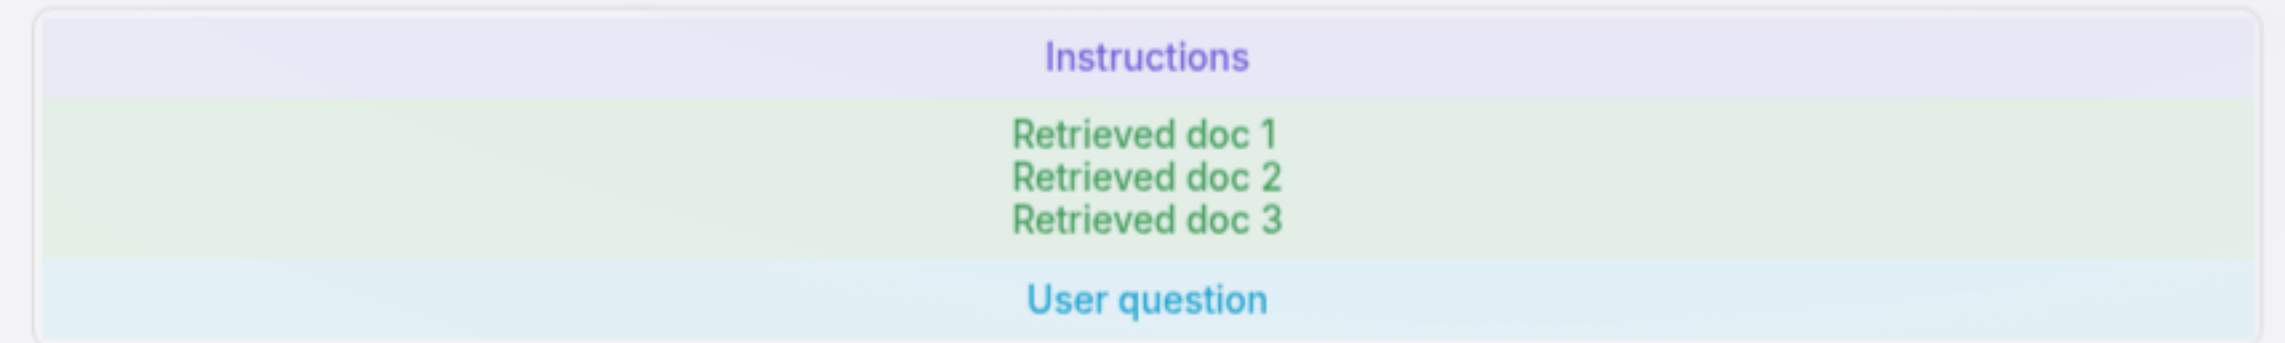 Instructions
Retrieved doc 1
Retrieved doc 2
Retrieved doc 3
User question